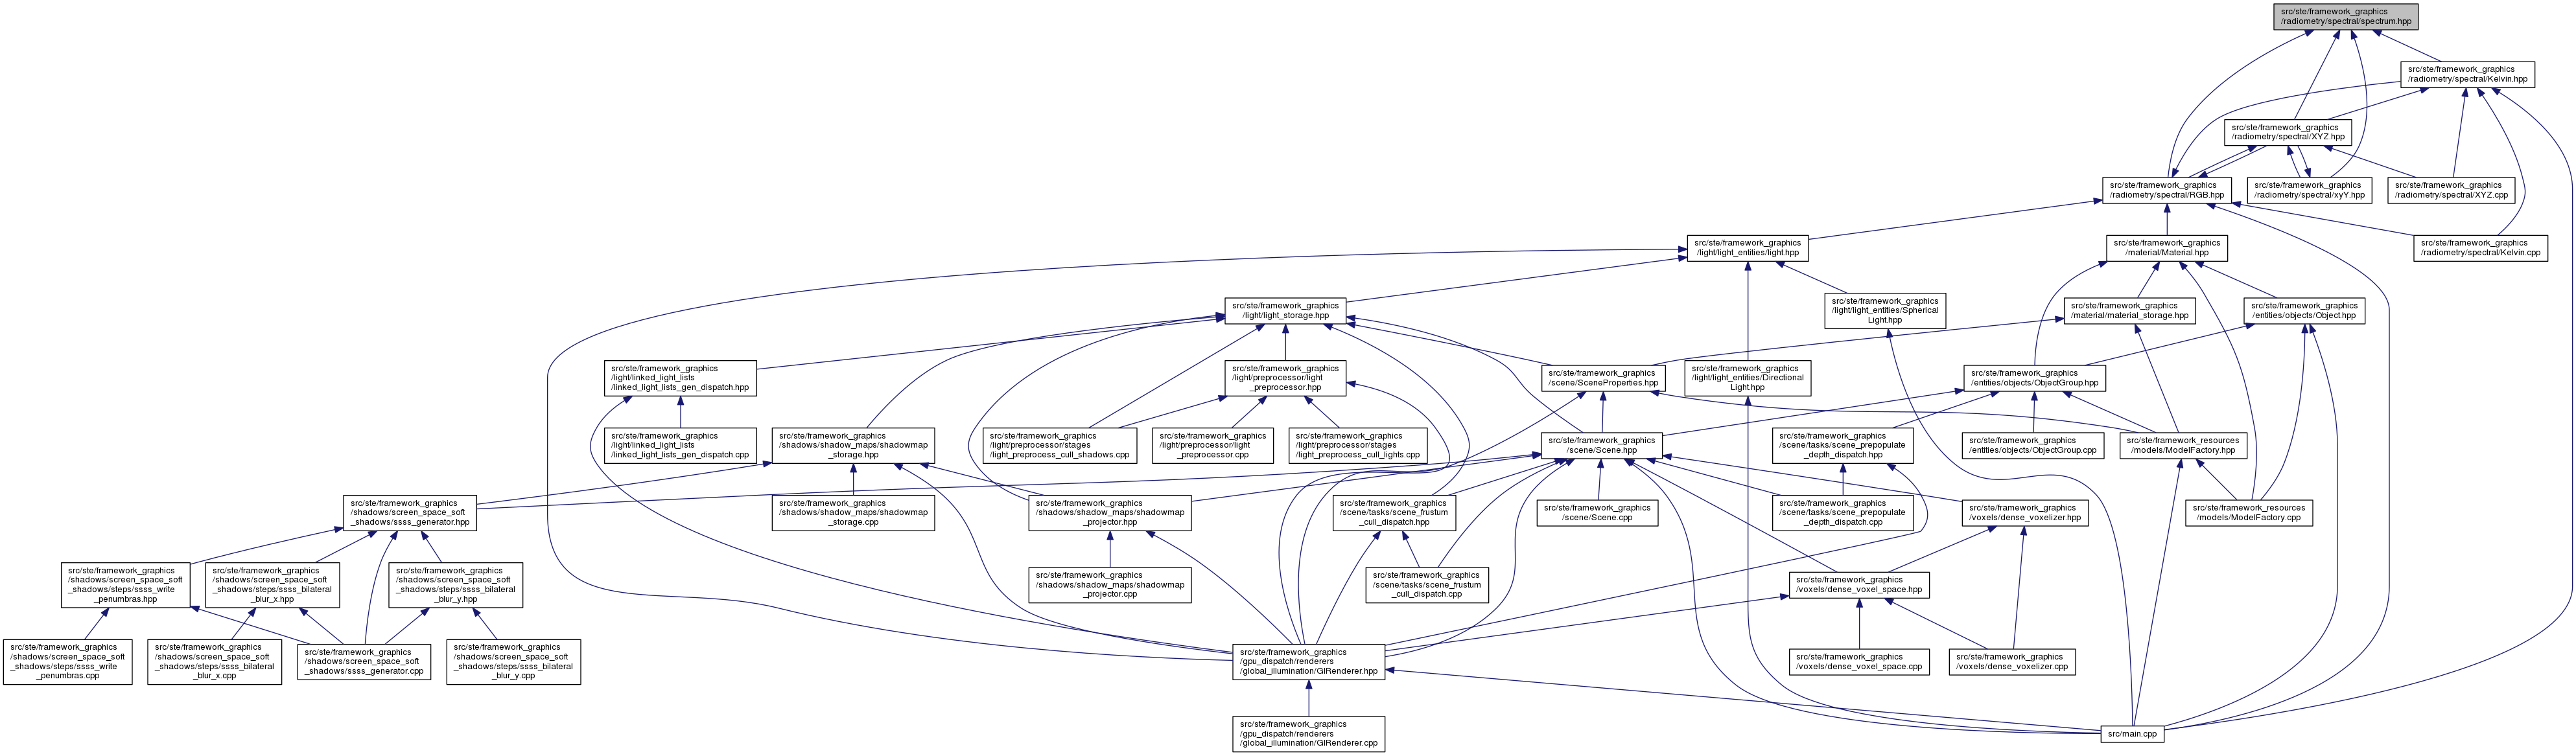 src/ste/framework_graphics
/radiometry/spectral/spectrum.hpp
src/ste/framework_graphics
/radiometry/spectral/Kelvin.hpp
src/ste/framework_graphics
/radiometry/spectral/XYZ.hpp
src/ste/framework_graphics
/radiometry/spectral/RGB.hpp
src/ste/framework_graphics
/radiometry/spectral/xyY.hpp
src/ste/framework_graphics
/radiometry/spectral/XYZ.cpp
src/ste/framework_graphics
/light/light_entities/light.hpp
src/ste/framework_graphics
/material/Material.hpp
src/ste/framework_graphics
/radiometry/spectral/Kelvin.cpp
src/ste/framework_graphics
/light/light_storage.hpp
src/ste/framework_graphics
/light/light_entities/Spherical
Light.hpp
src/ste/framework_graphics
/material/material_storage.hpp
src/ste/framework_graphics
/entities/objects/Object.hpp
src/ste/framework_graphics
/light/linked_light_lists
/linked_light_lists_gen_dispatch.hpp
src/ste/framework_graphics
/light/preprocessor/light
_preprocessor.hpp
src/ste/framework_graphics
/scene/SceneProperties.hpp
src/ste/framework_graphics
/light/light_entities/Directional
Light.hpp
src/ste/framework_graphics
/entities/objects/ObjectGroup.hpp
src/ste/framework_graphics
/light/linked_light_lists
/linked_light_lists_gen_dispatch.cpp
src/ste/framework_graphics
/shadows/shadow_maps/shadowmap
_storage.hpp
src/ste/framework_graphics
/light/preprocessor/stages
/light_preprocess_cull_shadows.cpp
src/ste/framework_graphics
/light/preprocessor/light
_preprocessor.cpp
src/ste/framework_graphics
/light/preprocessor/stages
/light_preprocess_cull_lights.cpp
src/ste/framework_graphics
/scene/Scene.hpp
src/ste/framework_graphics
/scene/tasks/scene_prepopulate
_depth_dispatch.hpp
src/ste/framework_graphics
/entities/objects/ObjectGroup.cpp
src/ste/framework_resources
/models/ModelFactory.hpp
src/ste/framework_graphics
/shadows/screen_space_soft
_shadows/ssss_generator.hpp
src/ste/framework_graphics
/shadows/shadow_maps/shadowmap
_storage.cpp
src/ste/framework_graphics
/shadows/shadow_maps/shadowmap
_projector.hpp
src/ste/framework_graphics
/scene/tasks/scene_frustum
_cull_dispatch.hpp
src/ste/framework_graphics
/scene/Scene.cpp
src/ste/framework_graphics
/scene/tasks/scene_prepopulate
_depth_dispatch.cpp
src/ste/framework_graphics
/voxels/dense_voxelizer.hpp
src/ste/framework_resources
/models/ModelFactory.cpp
src/ste/framework_graphics
/shadows/screen_space_soft
_shadows/steps/ssss_write
_penumbras.hpp
src/ste/framework_graphics
/shadows/screen_space_soft
_shadows/steps/ssss_bilateral
_blur_x.hpp
src/ste/framework_graphics
/shadows/screen_space_soft
_shadows/steps/ssss_bilateral
_blur_y.hpp
src/ste/framework_graphics
/shadows/shadow_maps/shadowmap
_projector.cpp
src/ste/framework_graphics
/scene/tasks/scene_frustum
_cull_dispatch.cpp
src/ste/framework_graphics
/voxels/dense_voxel_space.hpp
src/ste/framework_graphics
/shadows/screen_space_soft
_shadows/steps/ssss_write
_penumbras.cpp
src/ste/framework_graphics
/shadows/screen_space_soft
_shadows/steps/ssss_bilateral
_blur_x.cpp
src/ste/framework_graphics
/shadows/screen_space_soft
_shadows/ssss_generator.cpp
src/ste/framework_graphics
/shadows/screen_space_soft
_shadows/steps/ssss_bilateral
_blur_y.cpp
src/ste/framework_graphics
/gpu_dispatch/renderers
/global_illumination/GIRenderer.hpp
src/ste/framework_graphics
/voxels/dense_voxel_space.cpp
src/ste/framework_graphics
/voxels/dense_voxelizer.cpp
src/ste/framework_graphics
/gpu_dispatch/renderers
/global_illumination/GIRenderer.cpp
src/main.cpp